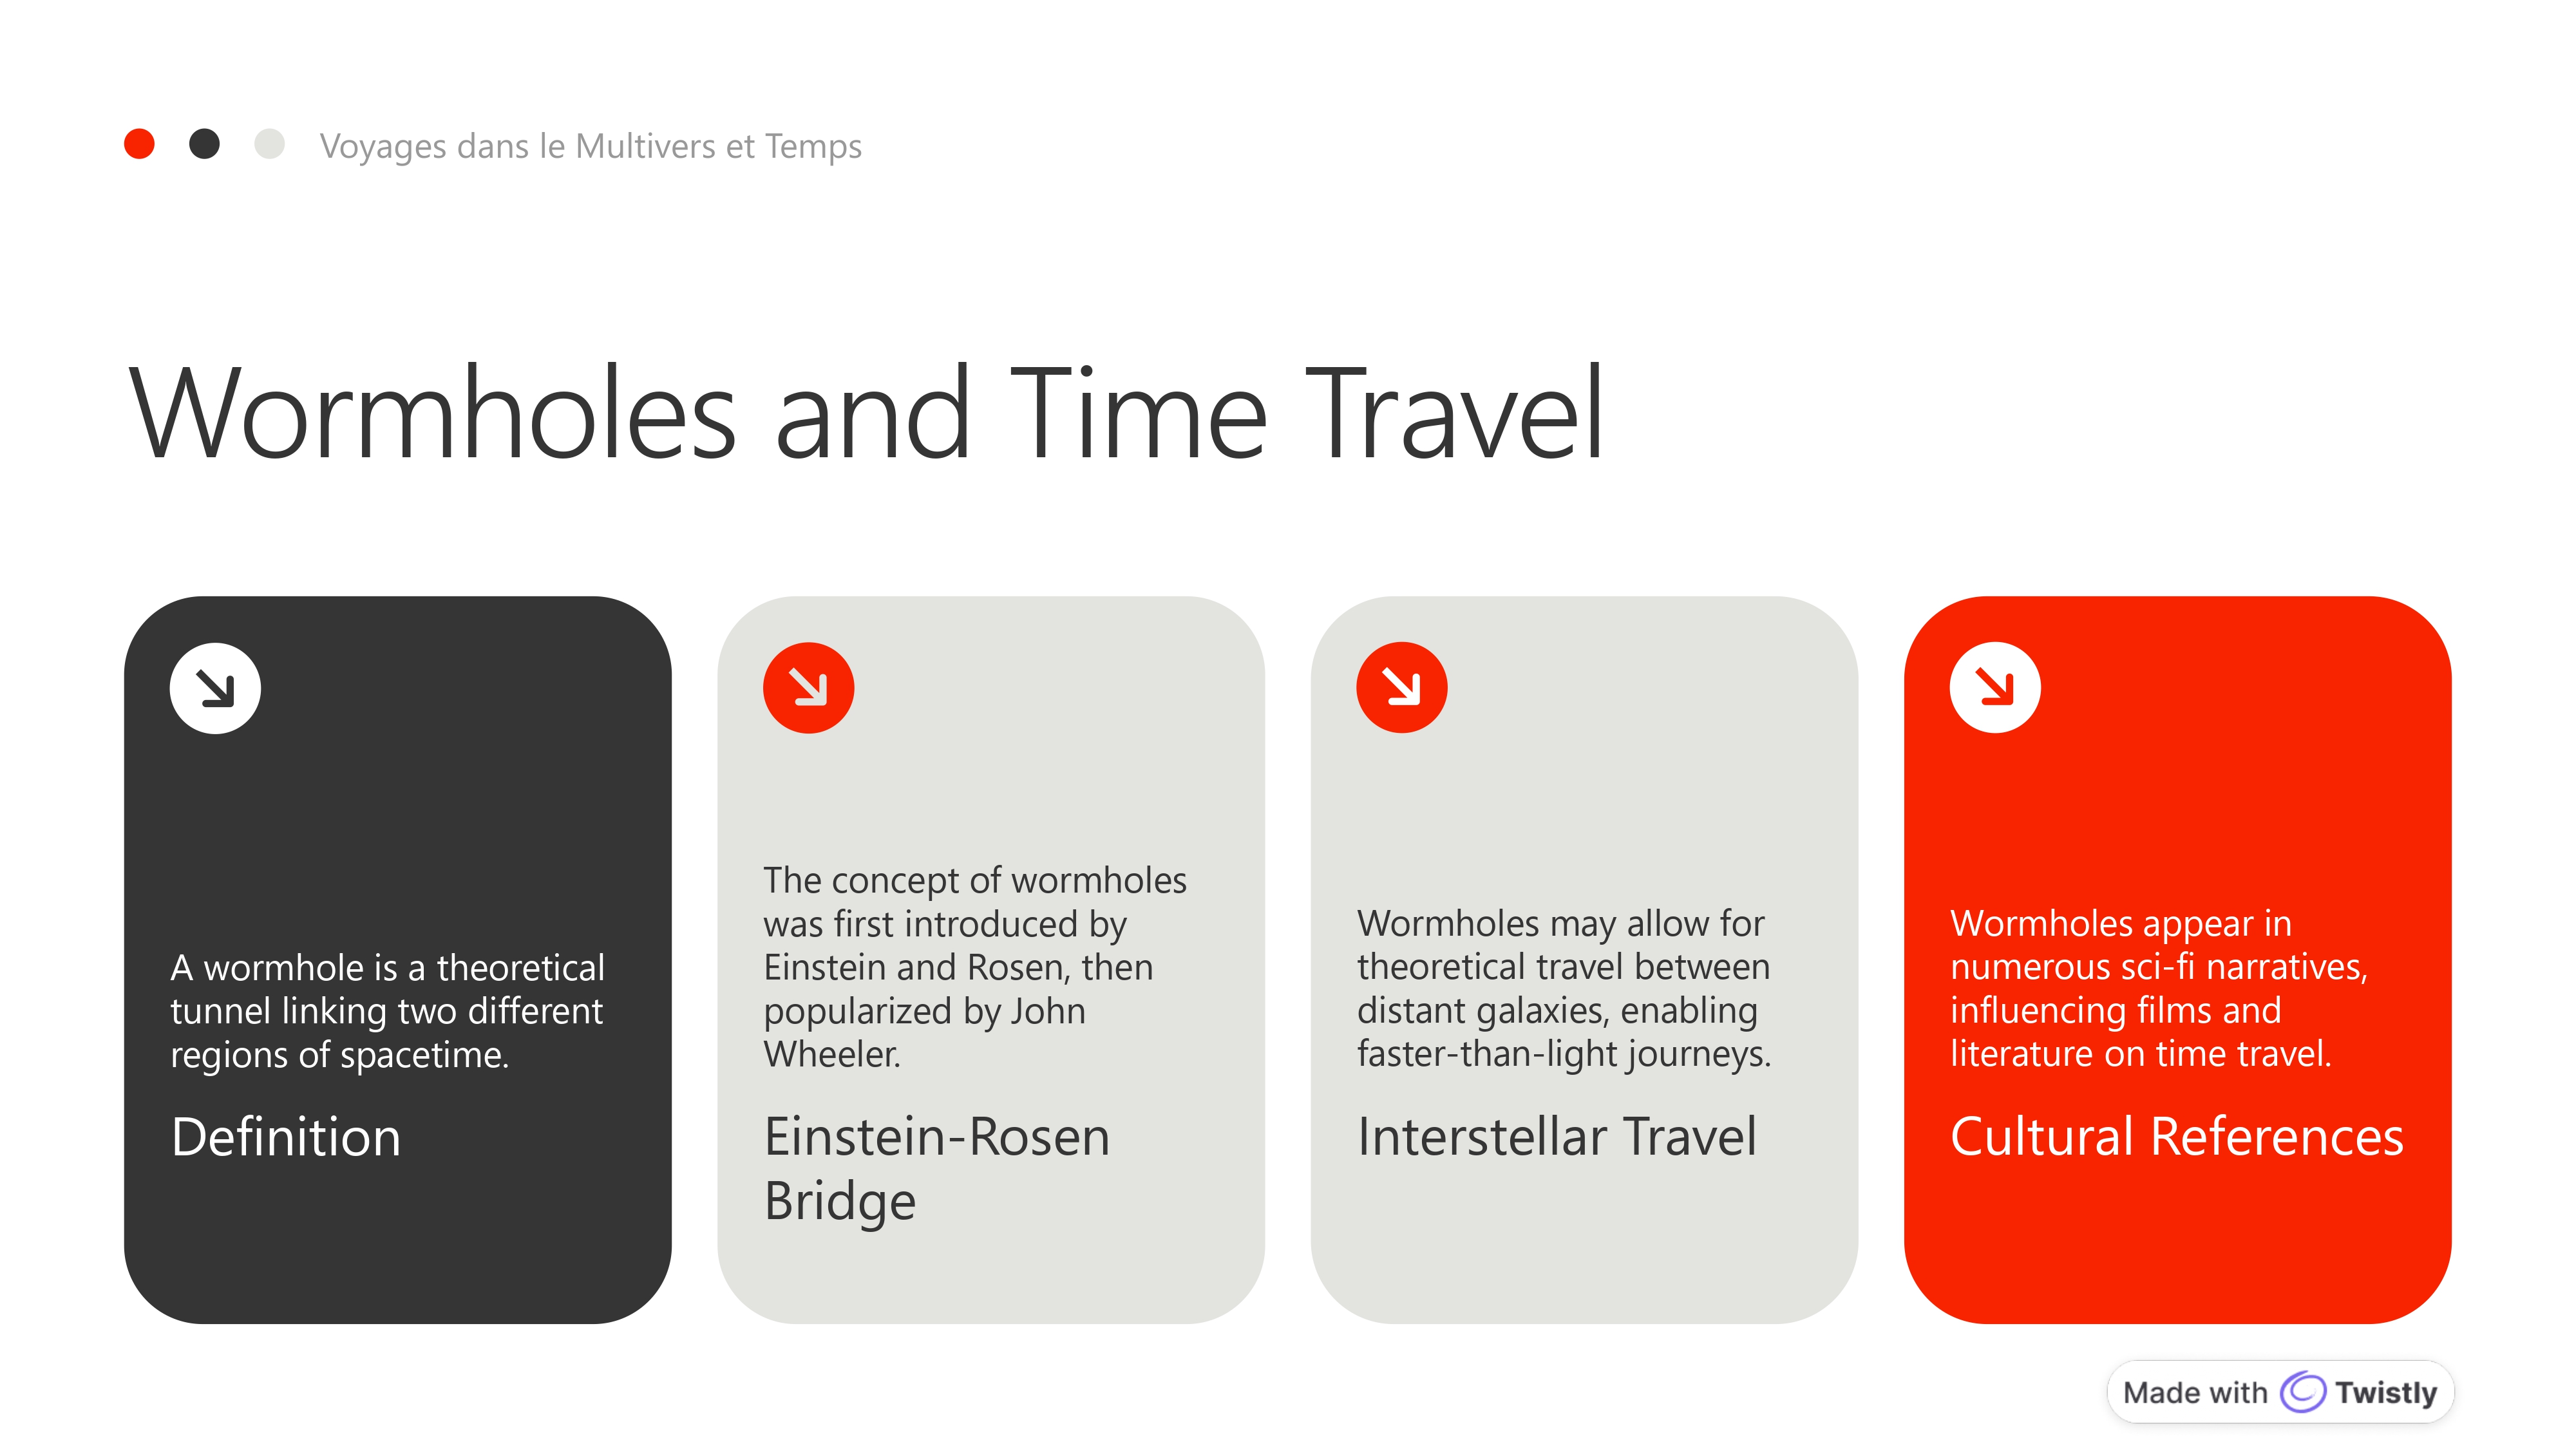 Voyages dans le Multivers et Temps
Wormholes and Time Travel
A wormhole is a theoretical
tunnel linking two different
regions of spacetime.
Definition
The concept of wormholes
was first introduced by
Einstein and Rosen, then
popularized by John
Wheeler.
Einstein-Rosen
Bridge
Wormholes may allow for
theoretical travel between
distant galaxies, enabling
faster-than-light journeys.
Interstellar Travel
Wormholes appear in
numerous sci-fi narratives,
influencing films and
literature on time travel.
Cultural References
Made with Twistly